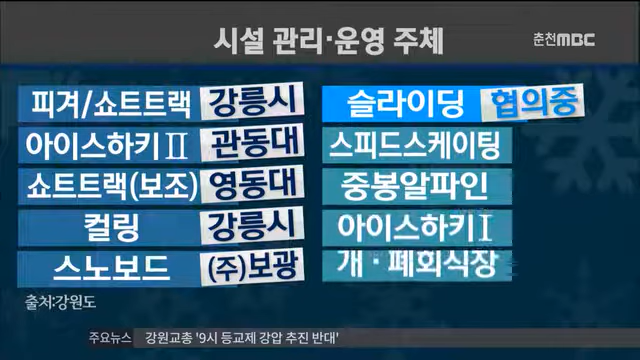 시설 관리·운영 주체
춘천MBC
피겨/쇼트트랙 강릉시
아이스하키Ⅱ 관동대
쇼트트랙(보조) 영동대
컬링 강릉시
스노보드 (주)보광
슬라이딩 협의중
스피드스케이팅
중봉알파인
아이스하키Ⅰ
개·폐회식장
출처:강원도
주요뉴스 강원교총 '9시 등교제 강압 추진 반대'